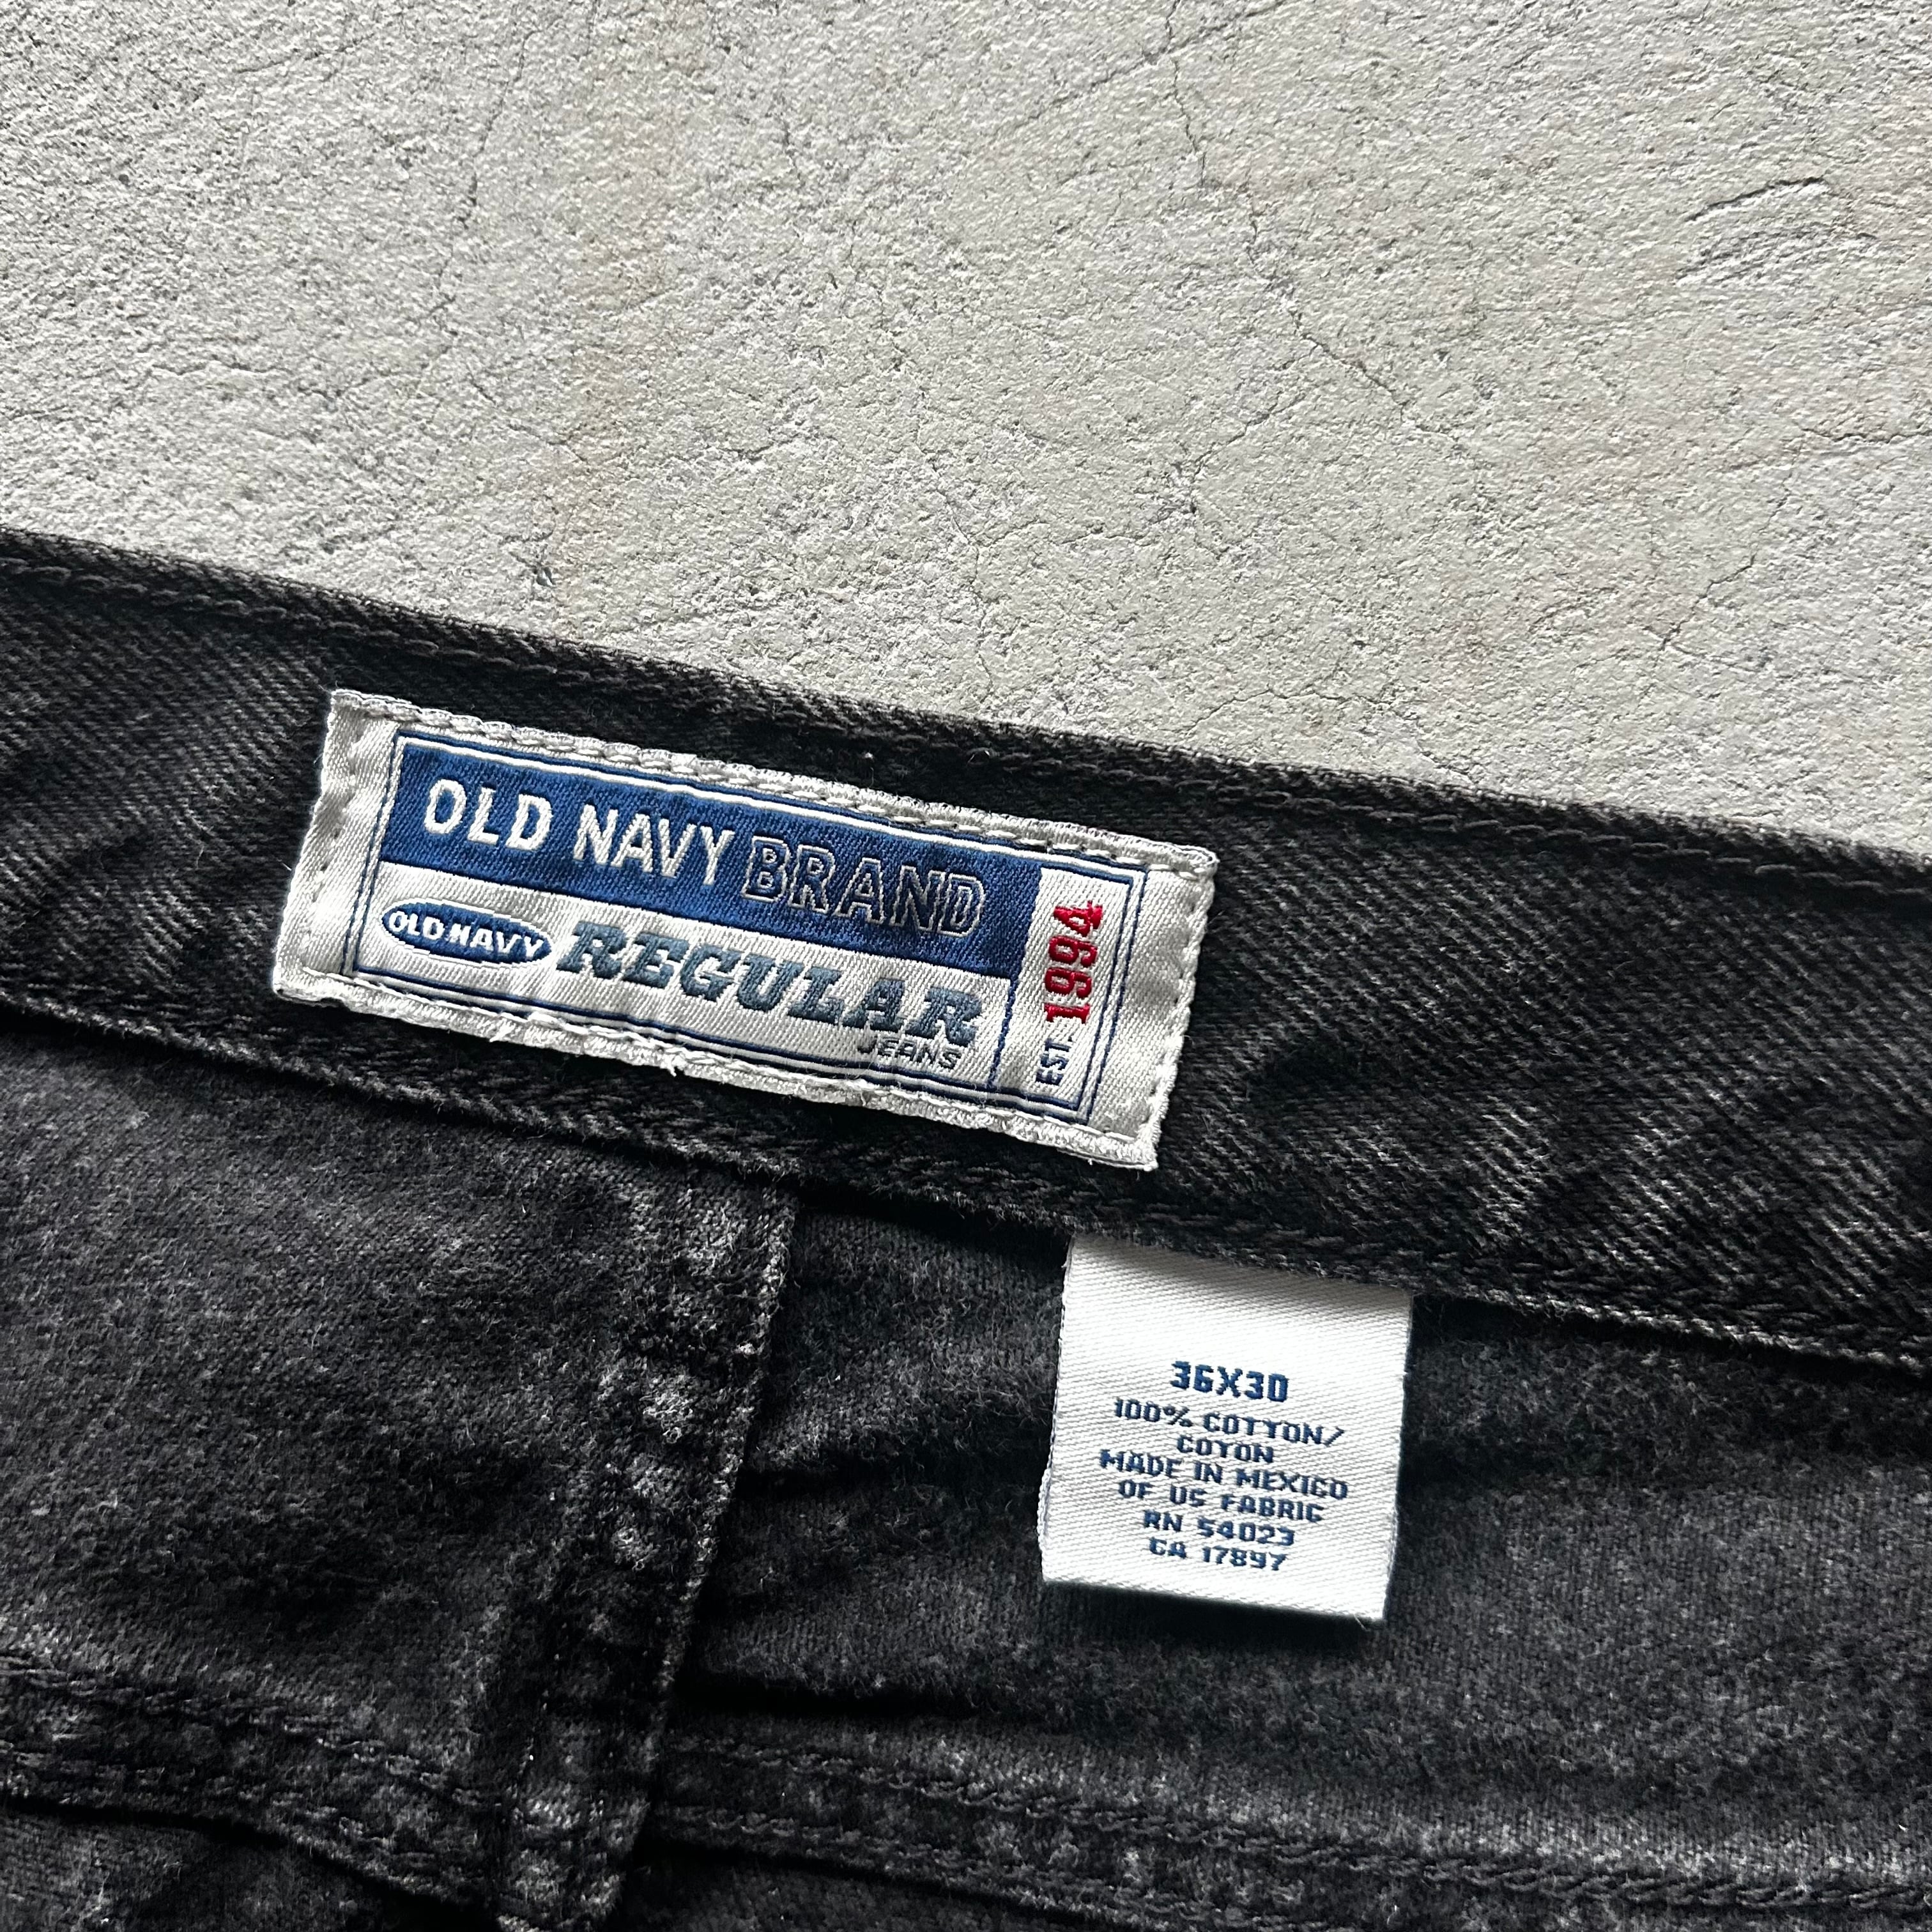 OLD NAVY BRAND
OLD NAVY REGULAR
JEANS
EST. 1994
36X30
100% COTTON/
COTON
MADE IN MEXICO
OF US FABRIC
RN 54023
CA 17897